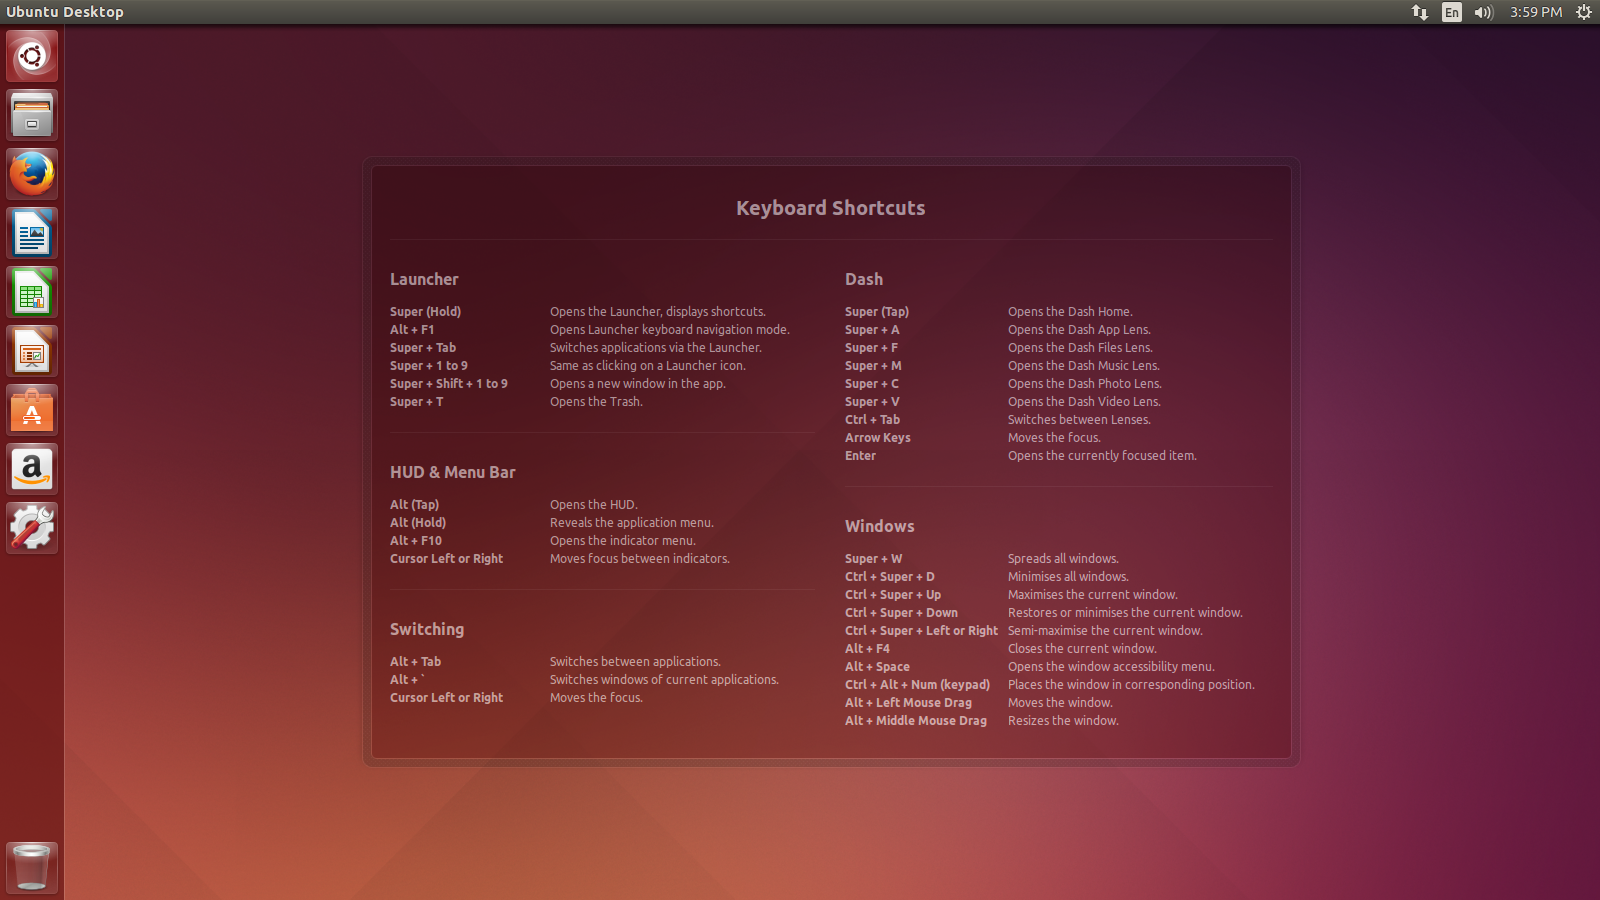 Ubuntu Desktop
En
3:59 PM
Keyboard Shortcuts
Launcher
Super (Hold) Opens the Launcher, displays shortcuts.
Alt + F1 Opens Launcher keyboard navigation mode.
Super + Tab Switches applications via the Launcher.
Super + 1 to 9 Same as clicking on a Launcher icon.
Super + Shift + 1 to 9 Opens a new window in the app.
Super + T Opens the Trash.
HUD & Menu Bar
Alt (Tap) Opens the HUD.
Alt (Hold) Reveals the application menu.
Alt + F10 Opens the indicator menu.
Cursor Left or Right Moves focus between indicators.
Switching
Alt + Tab Switches between applications.
Alt + ` Switches windows of current applications.
Cursor Left or Right Moves the focus.
Dash
Super (Tap) Opens the Dash Home.
Super + A Opens the Dash App Lens.
Super + F Opens the Dash Files Lens.
Super + M Opens the Dash Music Lens.
Super + C Opens the Dash Photo Lens.
Super + V Opens the Dash Video Lens.
Ctrl + Tab Switches between Lenses.
Arrow Keys Moves the focus.
Enter Opens the currently focused item.
Windows
Super + W Spreads all windows.
Ctrl + Super + D Minimises all windows.
Ctrl + Super + Up Maximises the current window.
Ctrl + Super + Down Restores or minimises the current window.
Ctrl + Super + Left or Right Semi-maximise the current window.
Alt + F4 Closes the current window.
Alt + Space Opens the window accessibility menu.
Ctrl + Alt + Num (keypad) Places the window in corresponding position.
Alt + Left Mouse Drag Moves the window.
Alt + Middle Mouse Drag Resizes the window.
A
a